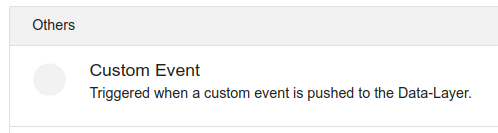 Others
Custom Event
Triggered when a custom event is pushed to the Data-Layer.